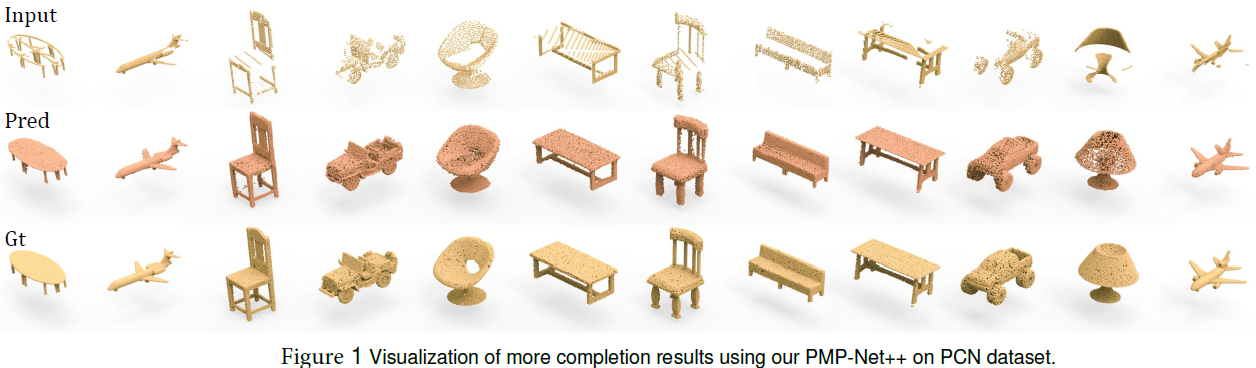 Input
Pred
Gt
Figure 1 Visualization of more completion results using our PMP-Net++ on PCN dataset.